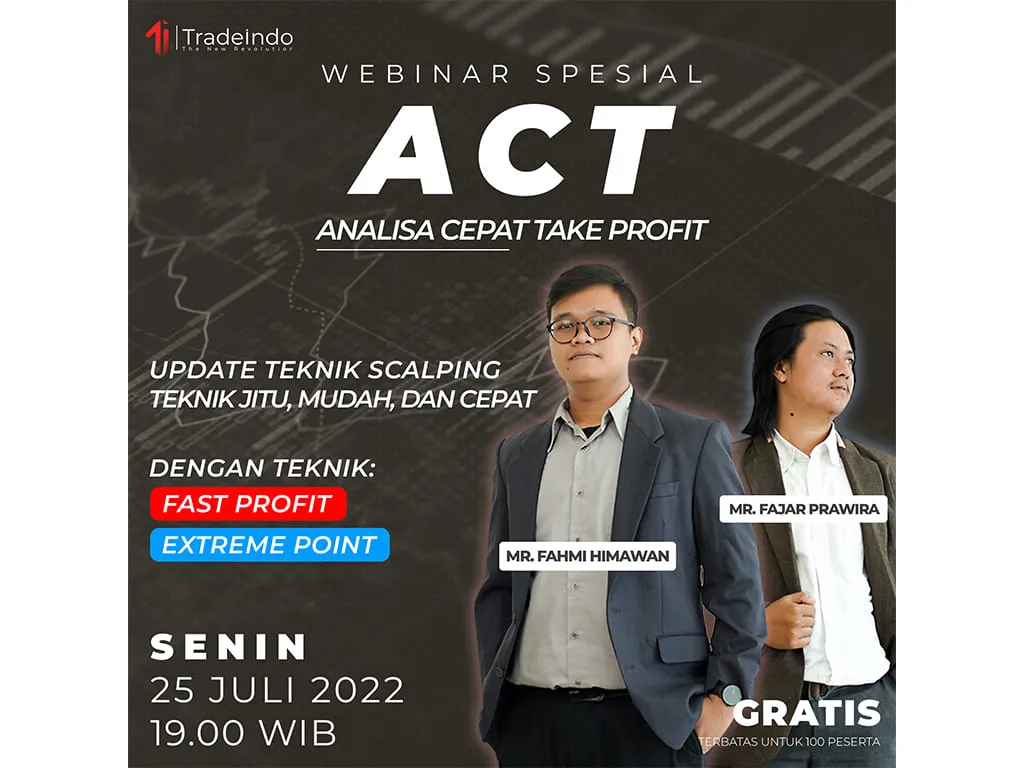 TradeIndo
The New Revolution
WEBINAR SPESIAL
ACT
ANALISA CEPAT TAKE PROFIT
UPDATE TEKNIK SCALPING
TEKNIK JITU, MUDAH, DAN CEPAT
DENGAN TEKNIK:
FAST PROFIT
EXTREME POINT
MR. FAHMI HIMAWAN
MR. FAJAR PRAWIRA
SENIN
25 JULI 2022
19.00 WIB
GRATIS
TERBATAS UNTUK 100 PESERTA